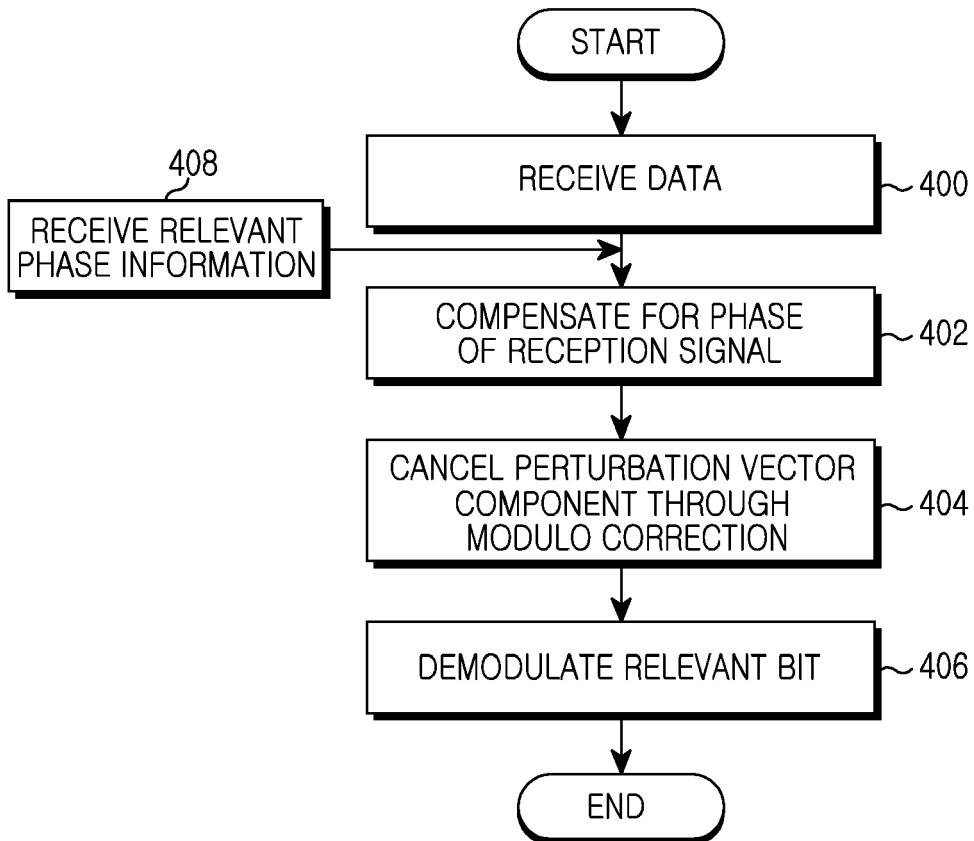 START
RECEIVE DATA
400
408
RECEIVE RELEVANT
PHASE INFORMATION
COMPENSATE FOR PHASE
OF RECEPTION SIGNAL
402
CANCEL PERTURBATION VECTOR
COMPONENT THROUGH
MODULO CORRECTION
404
DEMODULATE RELEVANT BIT
406
END